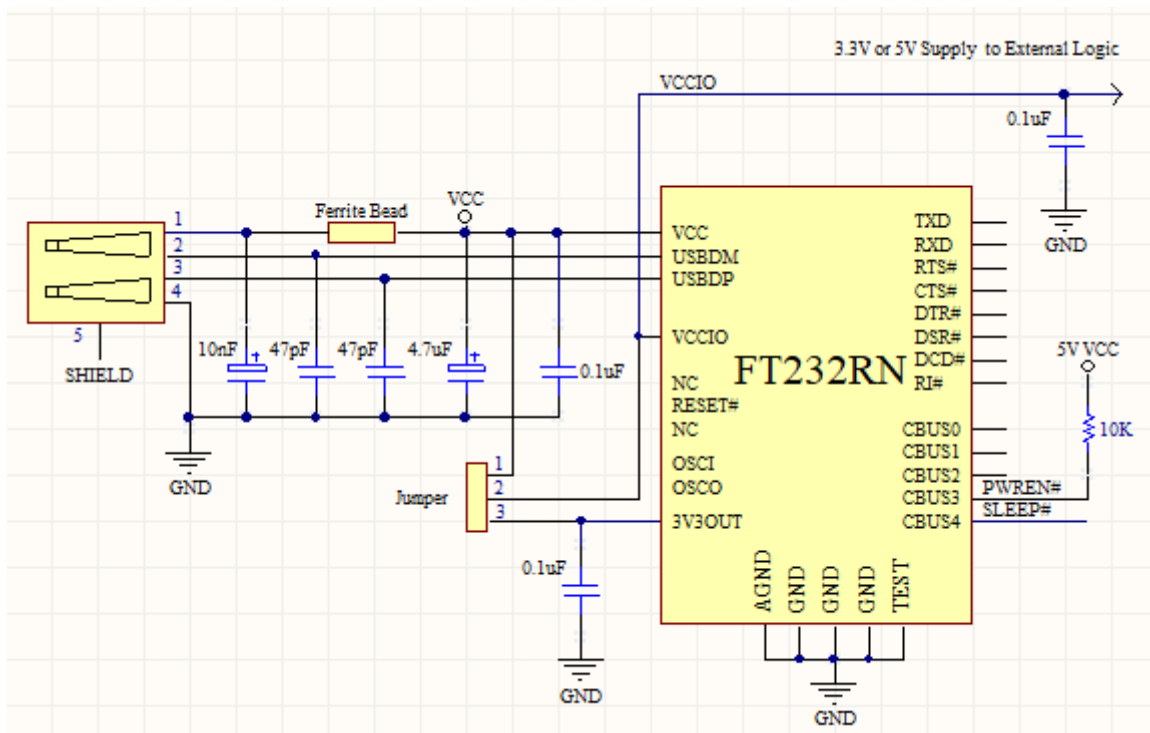 3.3V or 5V Supply to External Logic
VCCIO
0.1uF
GND
VCC
Ferrite Bead
1
2
3
4
5
SHIELD
10nF
47pF
47pF
4.7uF
0.1uF
GND
VCC
USBDM
USBDP
VCCIO
NC
RESET#
NC
OSCI
OSCO
3V3OUT
FT232RN
TXD
RXD
RTS#
CTS#
DTR#
DSR#
DCD#
RI#
CBUS0
CBUS1
CBUS2
CBUS3
CBUS4
PWREN#
SLEEP#
5V VCC
10K
Jumper
1
2
3
0.1uF
GND
AGND
GND
GND
GND
TEST
GND